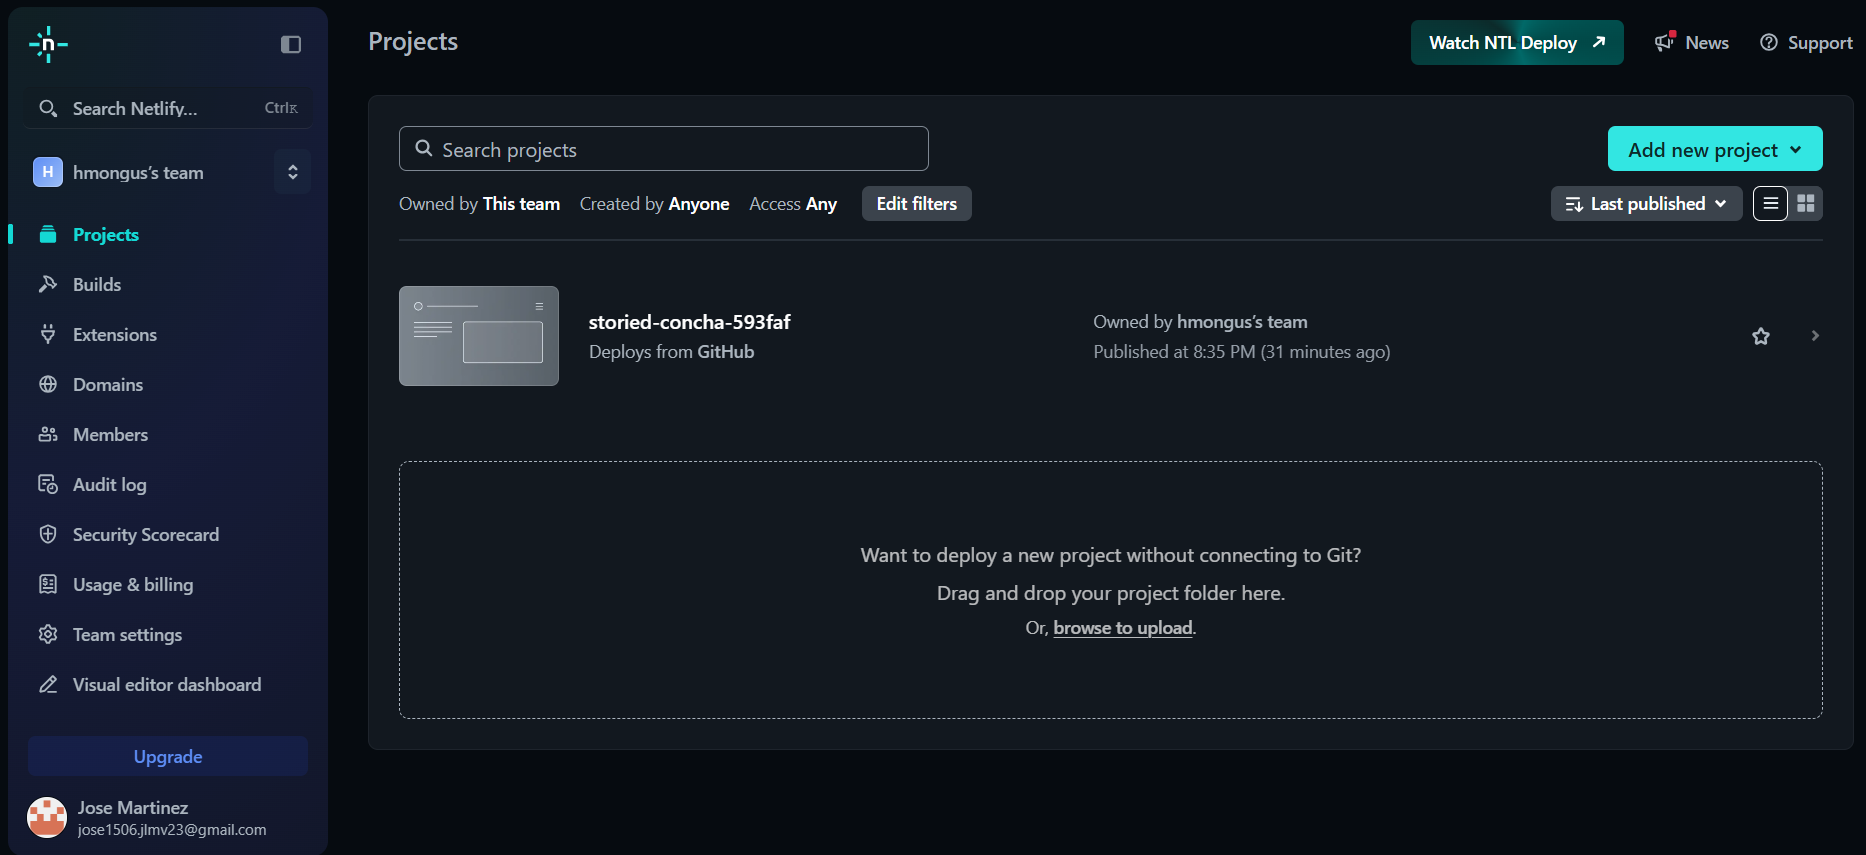 n
Search Netlify...
Ctrl K
H
hmongus's team
Projects
Builds
Extensions
Domains
Members
Audit log
Security Scorecard
Usage & billing
Team settings
Visual editor dashboard
Upgrade
Jose Martinez
jose1506.jlmv23@gmail.com
Projects
Watch NTL Deploy
News
Support
Search projects
Add new project
Owned by This team Created by Anyone Access Any Edit filters
Last published
storied-concha-593faf
Deploys from GitHub
Owned by hmongus's team
Published at 8:35 PM (31 minutes ago)
Want to deploy a new project without connecting to Git?
Drag and drop your project folder here.
Or, browse to upload.